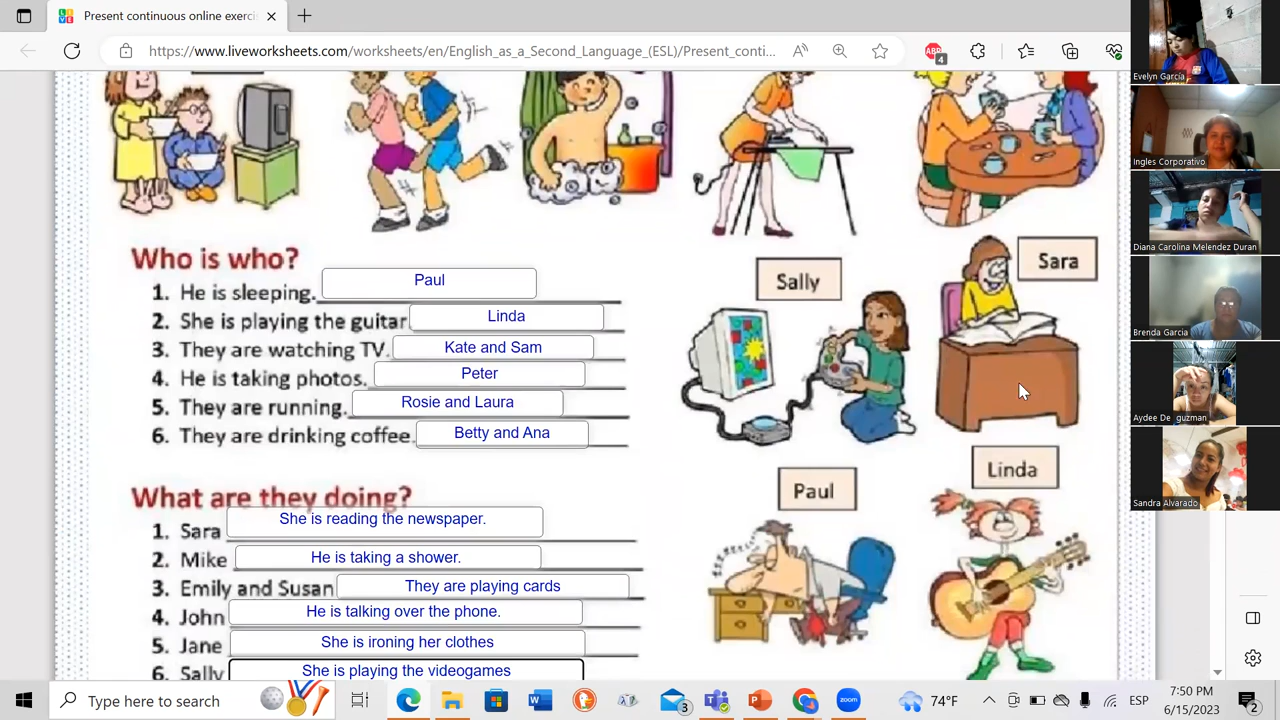 Present continuous online exerci
https://www.liveworksheets.com/worksheets/en/English_as_a_Second_Language_(ESL)/Present_conti...
4
Evelyn García
Ingles Corporativo
Diana Carolina Melendez Duran
Brenda Garcia
Aydee De guzman
Sandra Alvarado
Who is who?
1. He is sleeping. Paul
2. She is playing the guitar Linda
3. They are watching TV. Kate and Sam
4. He is taking photos. Peter
5. They are running. Rosie and Laura
6. They are drinking coffee. Betty and Ana
Sally
Sara
Paul
Linda
What are they doing?
1. Sara She is reading the newspaper.
2. Mike He is taking a shower.
3. Emily and Susan They are playing cards
4. John He is talking over the phone.
5. Jane She is ironing her clothes
6. Sally She is playing the videogames
Type here to search
3
zoom
74°F
ESP
7:50 PM
6/15/2023
2